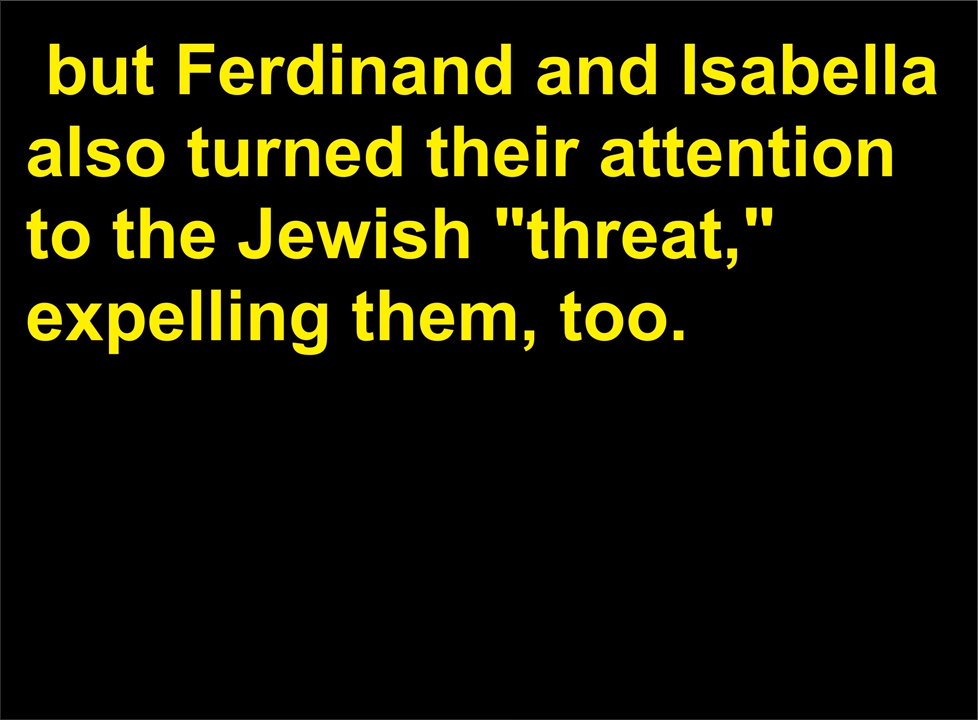 but Ferdinand and Isabella
also turned their attention
to the Jewish "threat,"
expelling them, too.